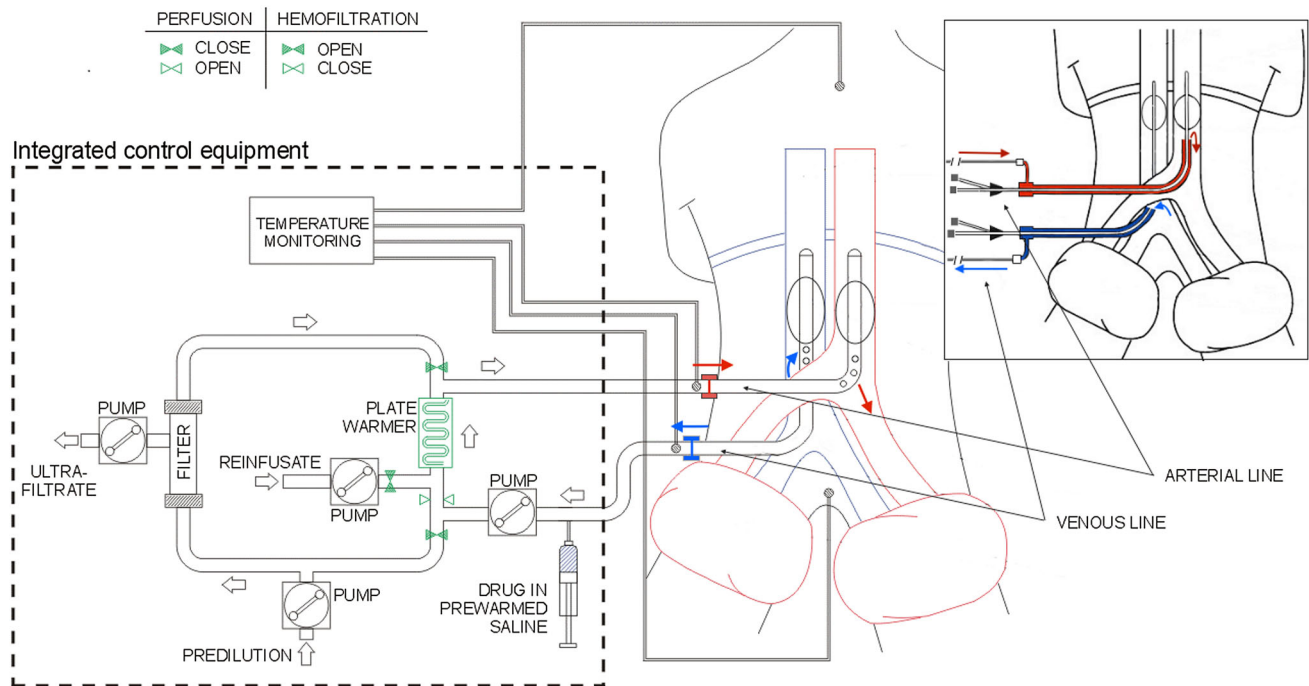 PERFUSION HEMOFILTRATION
CLOSE OPEN
OPEN CLOSE
Integrated control equipment
TEMPERATURE
MONITORING
PUMP
FILTER
ULTRA-
FILTRATE
PLATE
WARMER
REINFUSATE
PUMP
PUMP
PUMP
PREDILUTION
DRUG IN
PREWARMED
SALINE
ARTERIAL LINE
VENOUS LINE